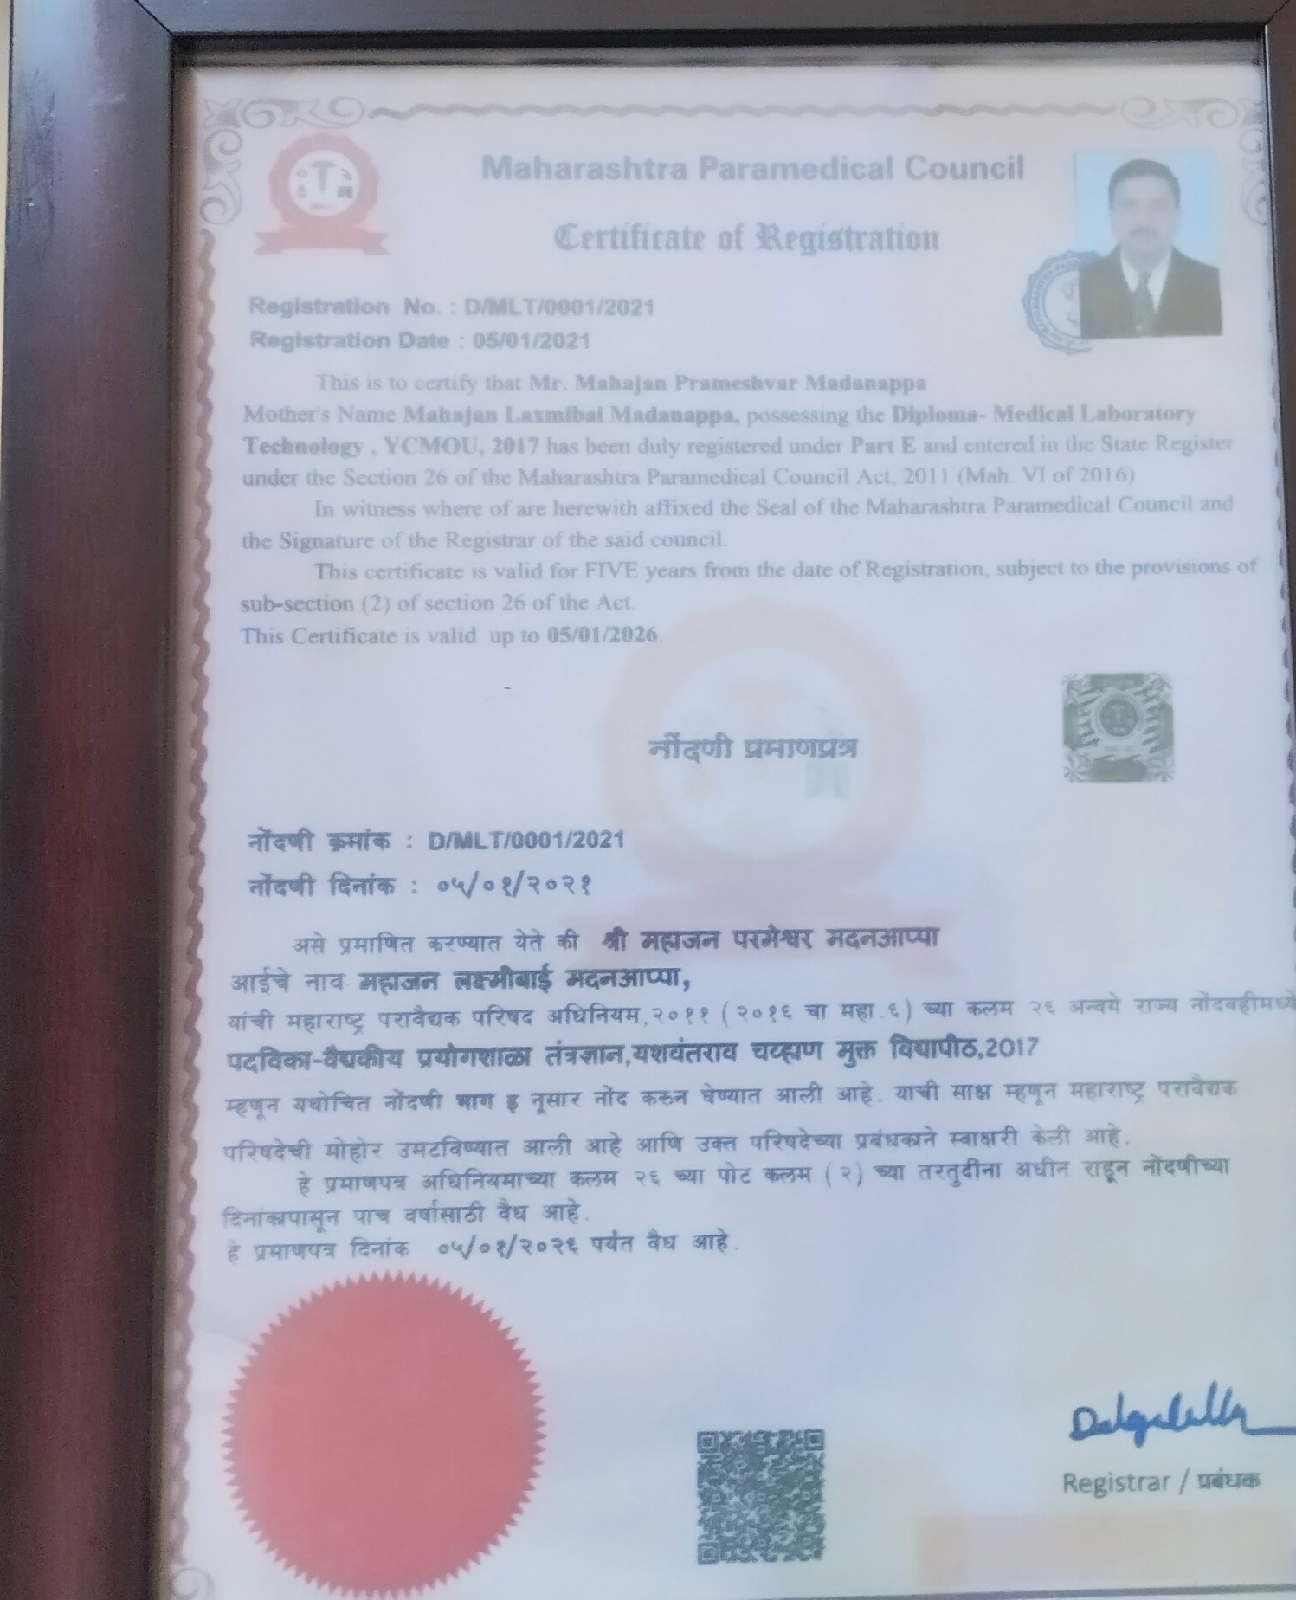 Maharashtra Paramedical Council
Certificate of Registration
Registration No. : D/MLT/0001/2021
Registration Date : 05/01/2021
This is to certify that Mr. Mahajan Prameshvar Madanappa
Mother's Name Mahajan Laxmibai Madanappa, possessing the Diploma- Medical Laboratory
Technology , YCMOU, 2017 has been duly registered under Part E and entered in the State Register
under the Section 26 of the Maharashtra Paramedical Council Act, 2011 (Mah. VI of 2016)
In witness where of are herewith affixed the Seal of the Maharashtra Paramedical Council and
the Signature of the Registrar of the said council.
This certificate is valid for FIVE years from the date of Registration, subject to the provisions of
sub-section (2) of section 26 of the Act.
This Certificate is valid up to 05/01/2026.
नोंदणी प्रमाणपत्र
नोंदणी क्रमांक : D/MLT/0001/2021
नोंदणी दिनांक : ०५/०१/२०२१
असे प्रमाणित करण्यात येते की श्री महाजन परमेश्वर मदनआप्पा
आईचे नाव महाजन लक्ष्मीबाई मदनआप्पा,
यांची महाराष्ट्र परावैद्यक परिषद अधिनियम,२०११ (२०१६ चा महा.६) च्या कलम २६ अन्वये राज्य नोंदवहीमध्ये
पदविका-वैद्यकीय प्रयोगशाळा तंत्रज्ञान,यशवंतराव चव्हाण मुक्त विद्यापीठ,2017
म्हणून यथोचित नोंदणी भाग इ नूसार नोंद करून घेण्यात आली आहे. याची साक्ष म्हणून महाराष्ट्र परावैद्यक
परिषदेची मोहोर उमटविण्यात आली आहे आणि उक्त परिषदेच्या प्रबंधकाने स्वाक्षरी केली आहे.
हे प्रमाणपत्र अधिनियमाच्या कलम २६ च्या पोट कलम (२) च्या तरतुदीना अधीन राहून नोंदणीच्या
दिनांकापासून पाच वर्षासाठी वैध आहे.
हे प्रमाणपत्र दिनांक ०५/०१/२०२६ पर्यंत वैध आहे.
Registrar / प्रबंधक